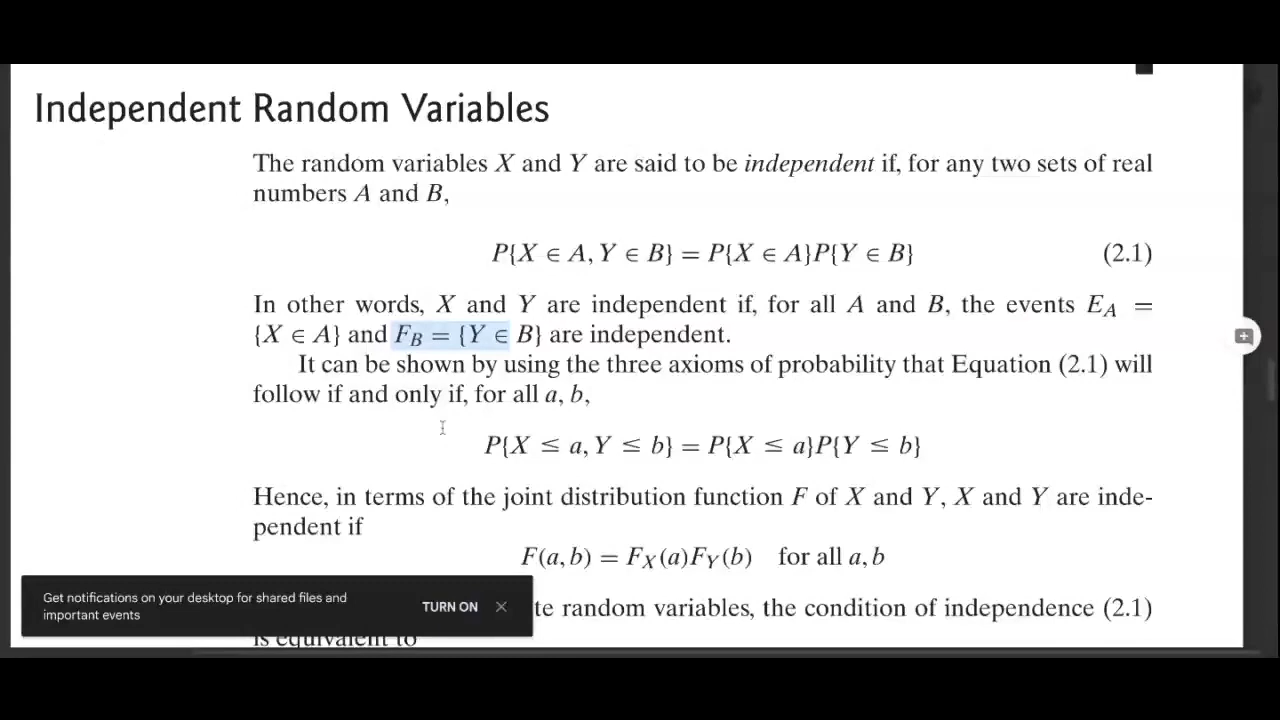 Independent Random Variables
The random variables X and Y are said to be independent if, for any two sets of real
numbers A and B,
P{X ∈ A, Y ∈ B} = P{X ∈ A}P{Y ∈ B} (2.1)
In other words, X and Y are independent if, for all A and B, the events E_A =
{X ∈ A} and F_B = {Y ∈ B} are independent.
It can be shown by using the three axioms of probability that Equation (2.1) will
follow if and only if, for all a, b,
P{X ≤ a, Y ≤ b} = P{X ≤ a}P{Y ≤ b}
Hence, in terms of the joint distribution function F of X and Y, X and Y are inde-
pendent if
F(a, b) = F_X(a)F_Y(b) for all a, b
te random variables, the condition of independence (2.1)
is equivalent to
Get notifications on your desktop for shared files and
important events
TURN ON